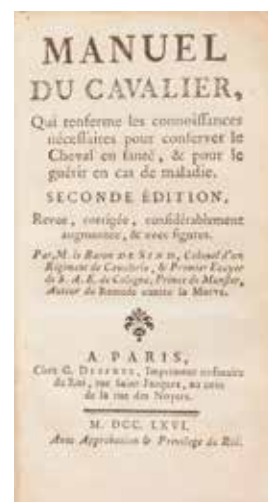 MANUEL
DU CAVALIER,
Qui renferme les connoissances
nécessaires pour conserver le
Cheval en santé, & pour le
guérir en cas de maladie.
SECONDE ÉDITION,
Revue, corrigée, considérablement
augmentée, & avec figures.
Par M. le Baron DE SIND, Colonel d'un
Régiment de Cavalerie, & Premier Ecuyer
de S. A. E. de Cologne, Prince de Munster,
Auteur du Remede contre la Morve.
A PARIS,
Chez G. DESPREZ, Imprimeur ordinaire
du Roi, rue Saint Jacques, au coin
de la rue des Noyers.
M. DCC. LXVI.
Avec Approbation & Privilege du Roi.